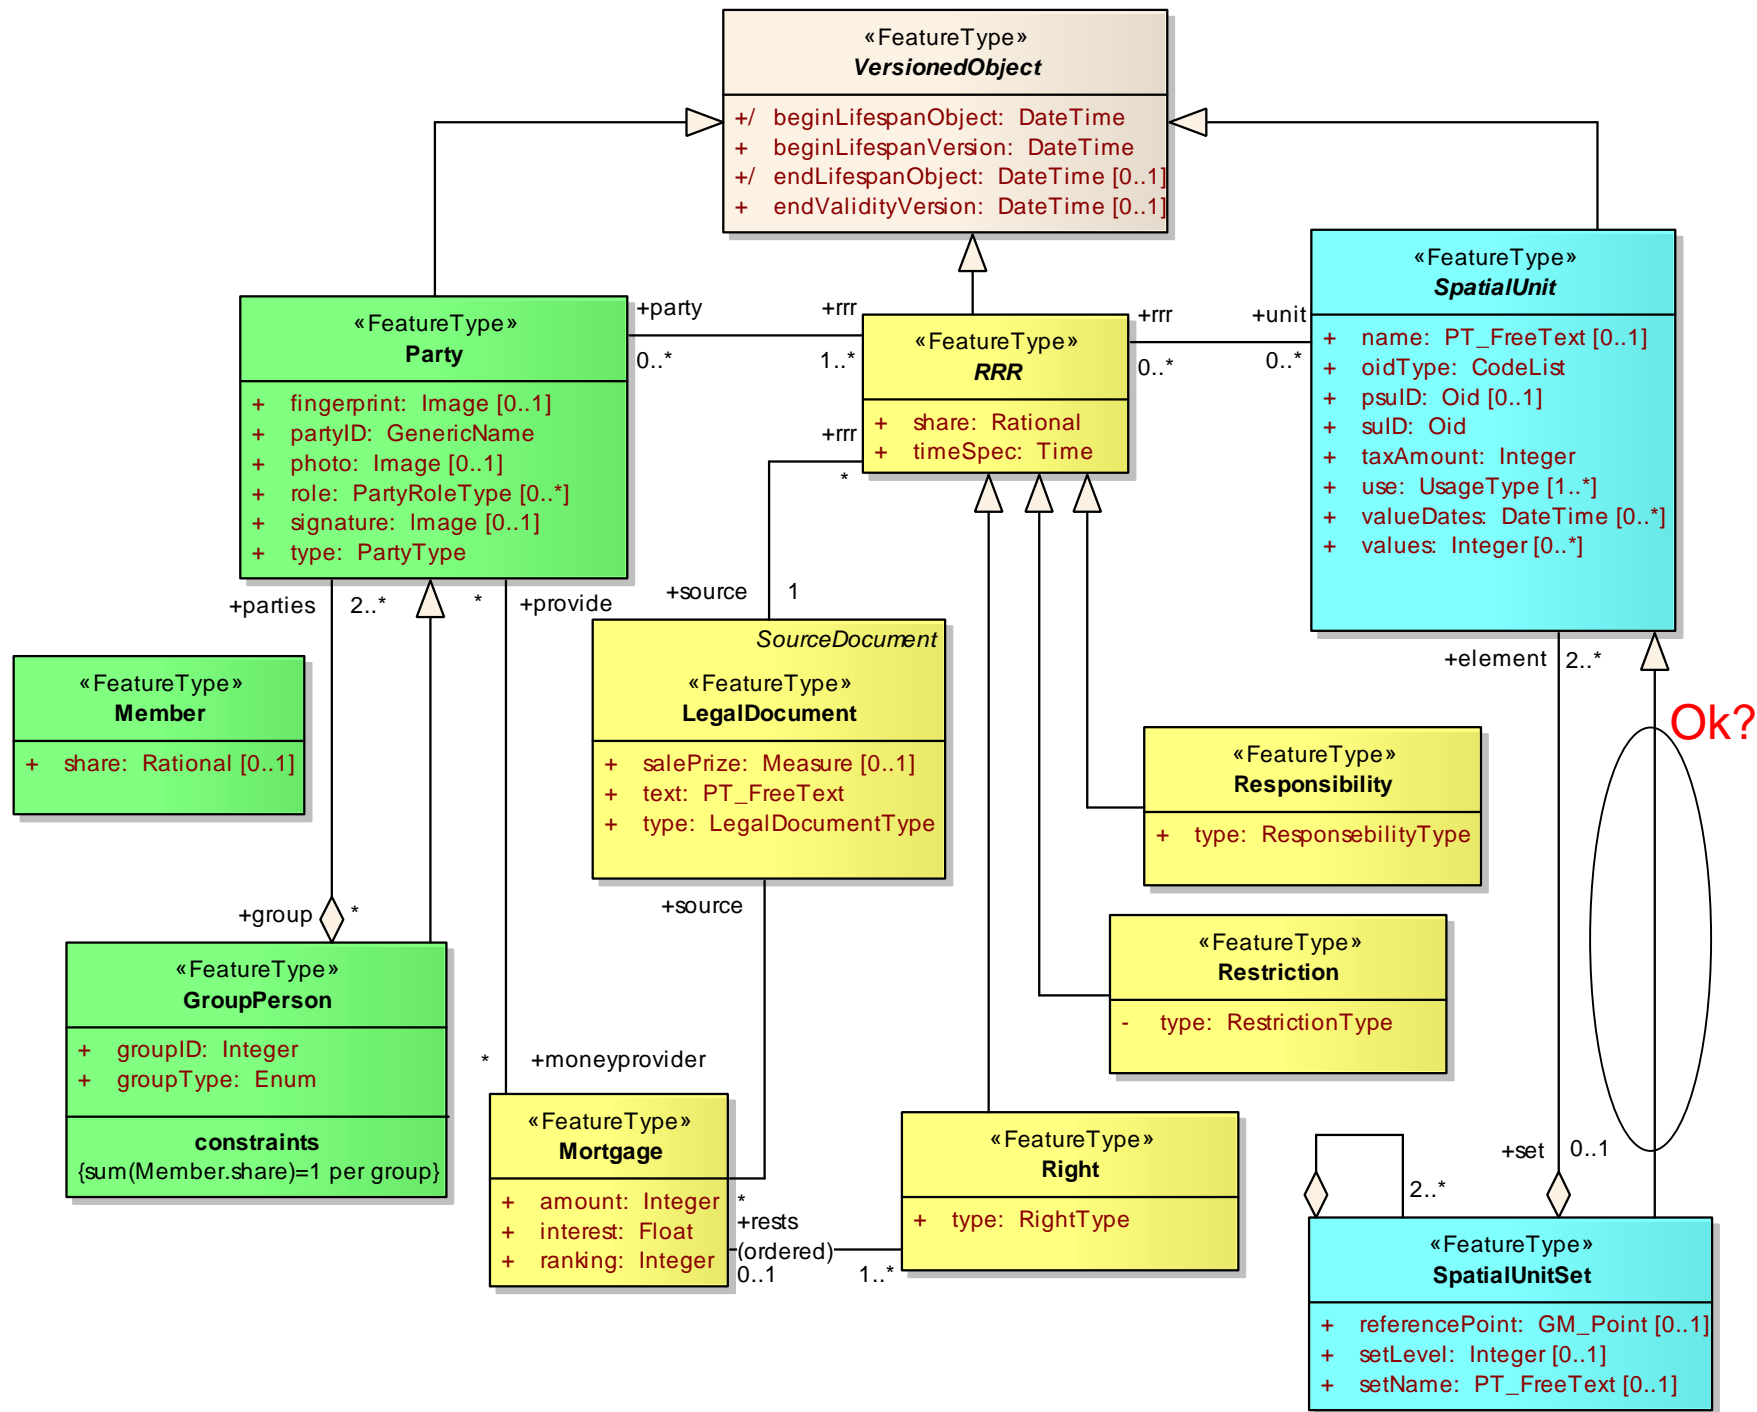 «FeatureType»
VersionedObject
+/ beginLifespanObject: DateTime
+ beginLifespanVersion: DateTime
+/ endLifespanObject: DateTime [0..1]
+ endValidityVersion: DateTime [0..1]
«FeatureType»
Party
+ fingerprint: Image [0..1]
+ partyID: GenericName
+ photo: Image [0..1]
+ role: PartyRoleType [0..*]
+ signature: Image [0..1]
+ type: PartyType
+party
0..*
+rrr
1..*
«FeatureType»
RRR
+ share: Rational
+ timeSpec: Time
+rrr
0..*
+unit
0..*
«FeatureType»
SpatialUnit
+ name: PT_FreeText [0..1]
+ oidType: CodeList
+ psuID: Oid [0..1]
+ suID: Oid
+ taxAmount: Integer
+ use: UsageType [1..*]
+ valueDates: DateTime [0..*]
+ values: Integer [0..*]
+rrr
*
+source 1
+parties 2..*
* +provide
«FeatureType»
Member
+ share: Rational [0..1]
SourceDocument
«FeatureType»
LegalDocument
+ salePrize: Measure [0..1]
+ text: PT_FreeText
+ type: LegalDocumentType
+source
+element 2..*
Ok?
«FeatureType»
Responsibility
+ type: ResponsebilityType
+group *
«FeatureType»
GroupPerson
+ groupID: Integer
+ groupType: Enum
constraints
{sum(Member.share)=1 per group}
«FeatureType»
Restriction
- type: RestrictionType
* +moneyprovider
«FeatureType»
Mortgage
+ amount: Integer
+ interest: Float
+ ranking: Integer
*
+rests
(ordered)
0..1
1..*
«FeatureType»
Right
+ type: RightType
+set 0..1
2..*
«FeatureType»
SpatialUnitSet
+ referencePoint: GM_Point [0..1]
+ setLevel: Integer [0..1]
+ setName: PT_FreeText [0..1]